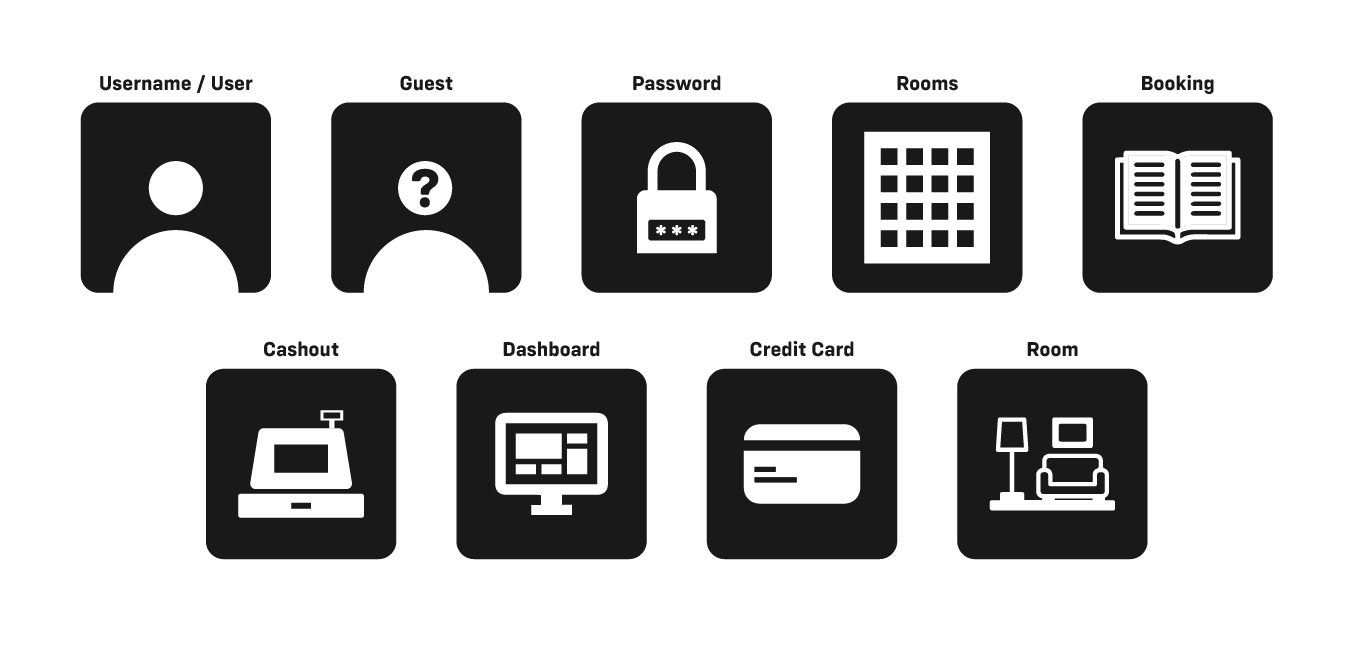 Username / User
Guest
Password
Rooms
Booking
?
***
Cashout
Dashboard
Credit Card
Room